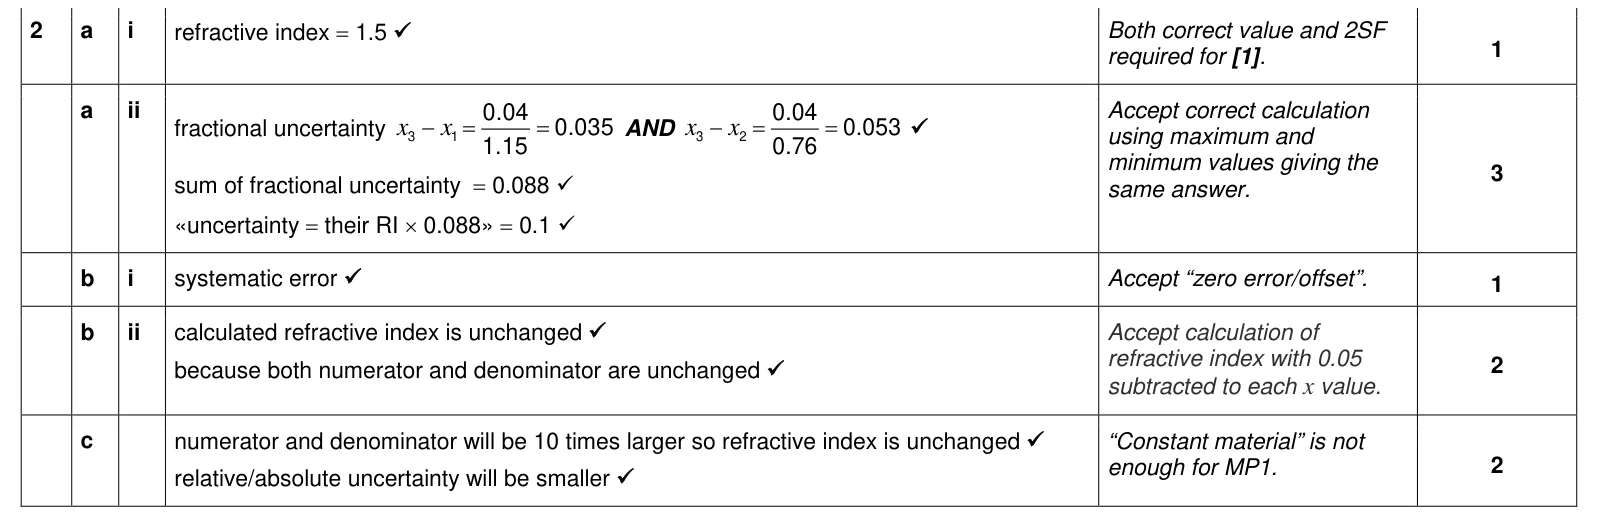 2 a i refractive index = 1.5 ✓ Both correct value and 2SF required for [1]. 1
a ii fractional uncertainty x₃ − x₁ = 0.04/1.15 = 0.035 AND x₃ − x₂ = 0.04/0.76 = 0.053 ✓
sum of fractional uncertainty = 0.088 ✓
«uncertainty = their RI × 0.088» = 0.1 ✓
Accept correct calculation
using maximum and
minimum values giving the
same answer.
3
b i systematic error ✓ Accept “zero error/offset”. 1
b ii calculated refractive index is unchanged ✓
because both numerator and denominator are unchanged ✓
Accept calculation of
refractive index with 0.05
subtracted to each x value.
2
c numerator and denominator will be 10 times larger so refractive index is unchanged ✓
relative/absolute uncertainty will be smaller ✓
“Constant material” is not
enough for MP1.
2